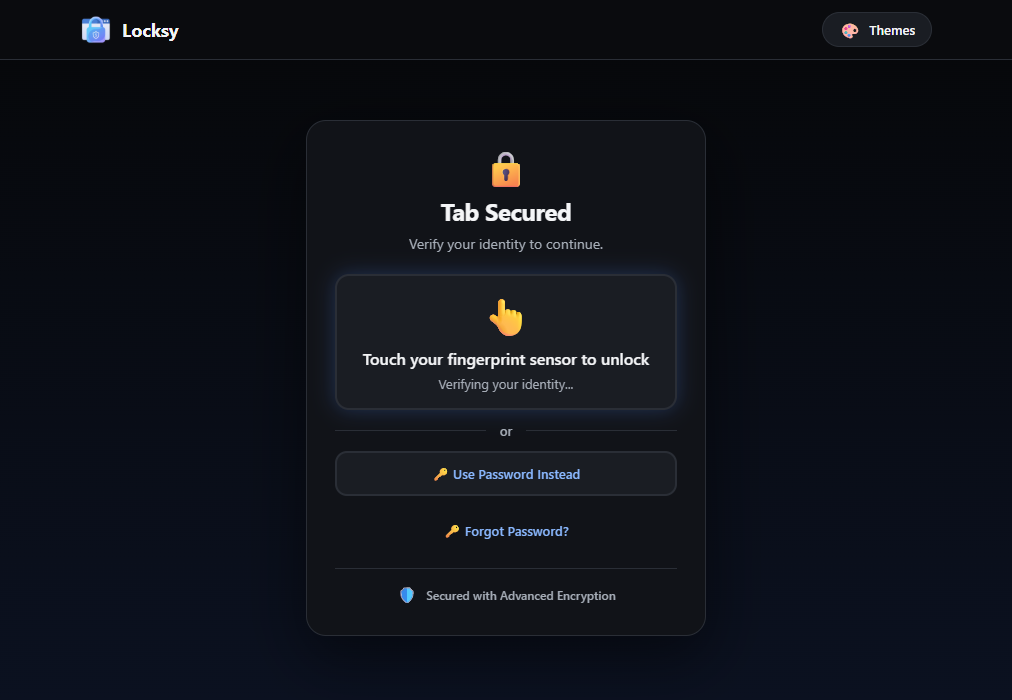 Locksy
Themes
Tab Secured
Verify your identity to continue.
Touch your fingerprint sensor to unlock
Verifying your identity...
or
Use Password Instead
Forgot Password?
Secured with Advanced Encryption